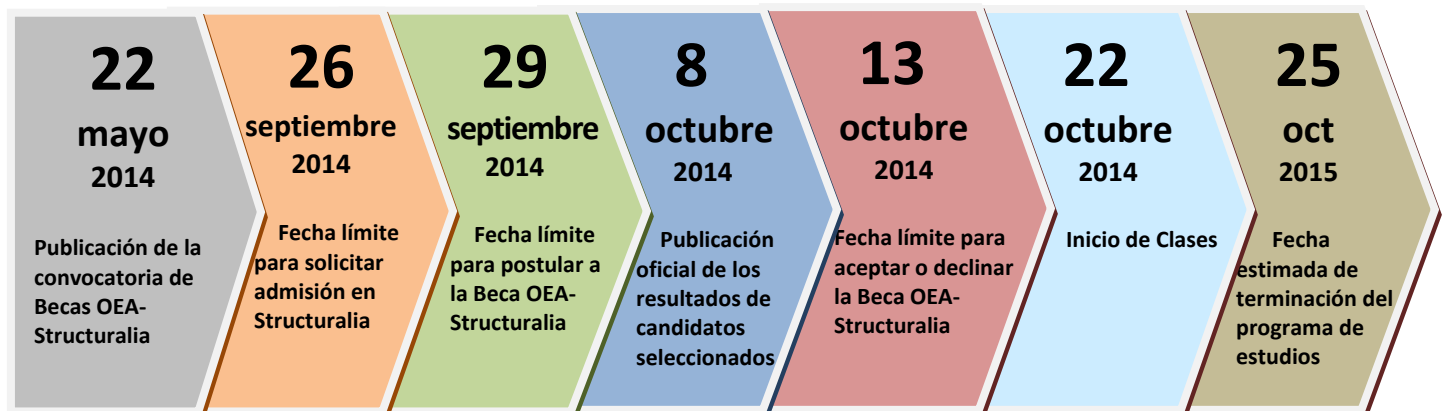 22
mayo
2014
Publicación de la
convocatoria de
Becas OEA-
Structuralia
26
septiembre
2014
Fecha límite
para solicitar
admisión en
Structuralia
29
septiembre
2014
Fecha límite
para postular a
la Beca OEA-
Structuralia
8
octubre
2014
Publicación
oficial de los
resultados de
candidatos
seleccionados
13
octubre
2014
Fecha límite para
aceptar o declinar
la Beca OEA-
Structuralia
22
octubre
2014
Inicio de Clases
25
oct
2015
Fecha
estimada de
terminación del
programa de
estudios